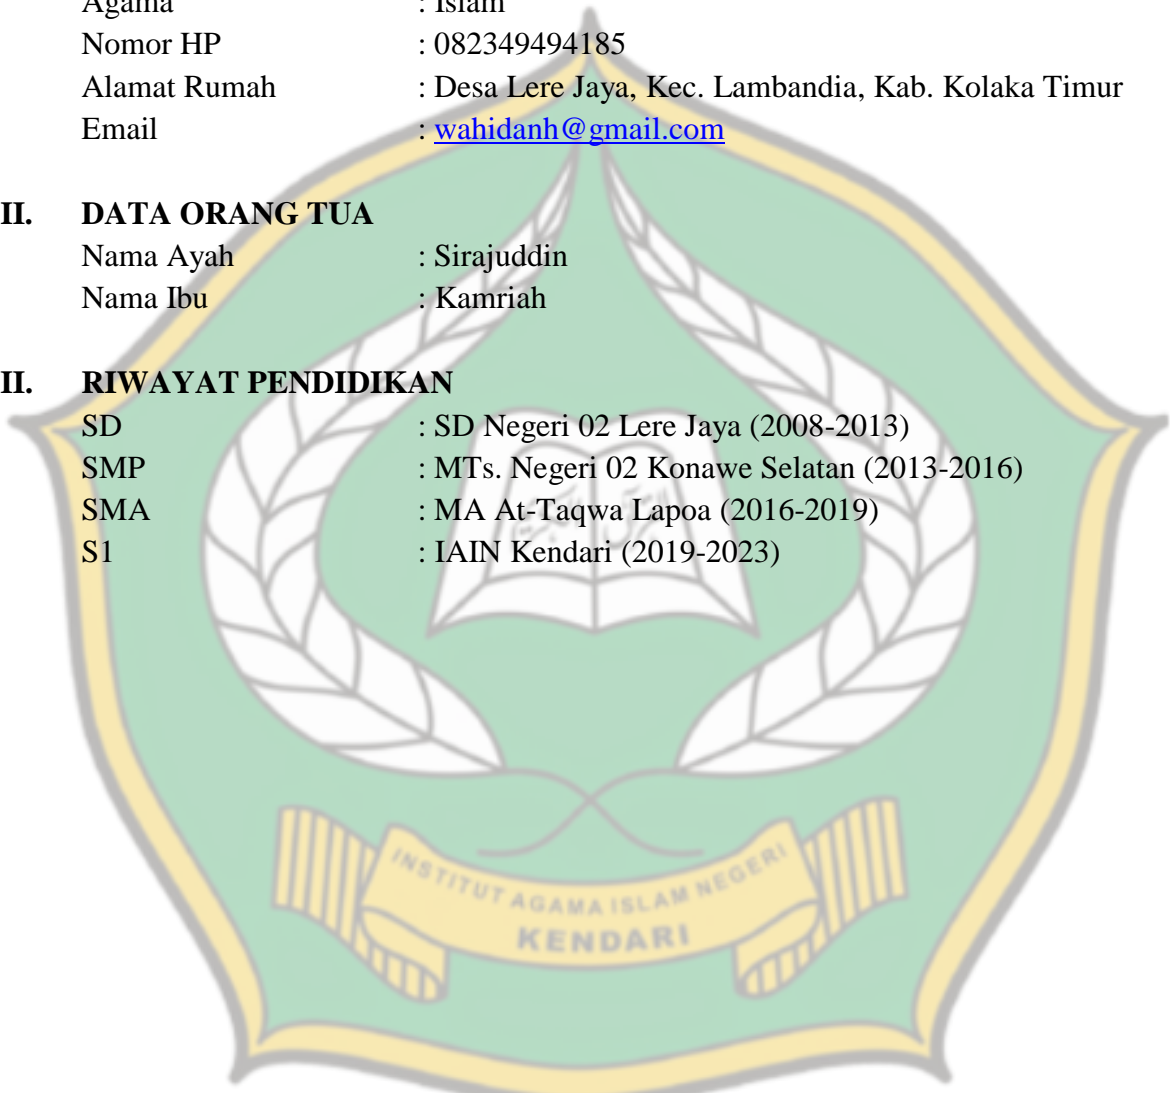 Agama : Islam
Nomor HP : 082349494185
Alamat Rumah : Desa Lere Jaya, Kec. Lambandia, Kab. Kolaka Timur
Email : wahidanh@gmail.com
II. DATA ORANG TUA
Nama Ayah : Sirajuddin
Nama Ibu : Kamriah
II. RIWAYAT PENDIDIKAN
SD : SD Negeri 02 Lere Jaya (2008-2013)
SMP : MTs. Negeri 02 Konawe Selatan (2013-2016)
SMA : MA At-Taqwa Lapoa (2016-2019)
S1 : IAIN Kendari (2019-2023)
INSTITUT AGAMA ISLAM NEGERI
KENDARI